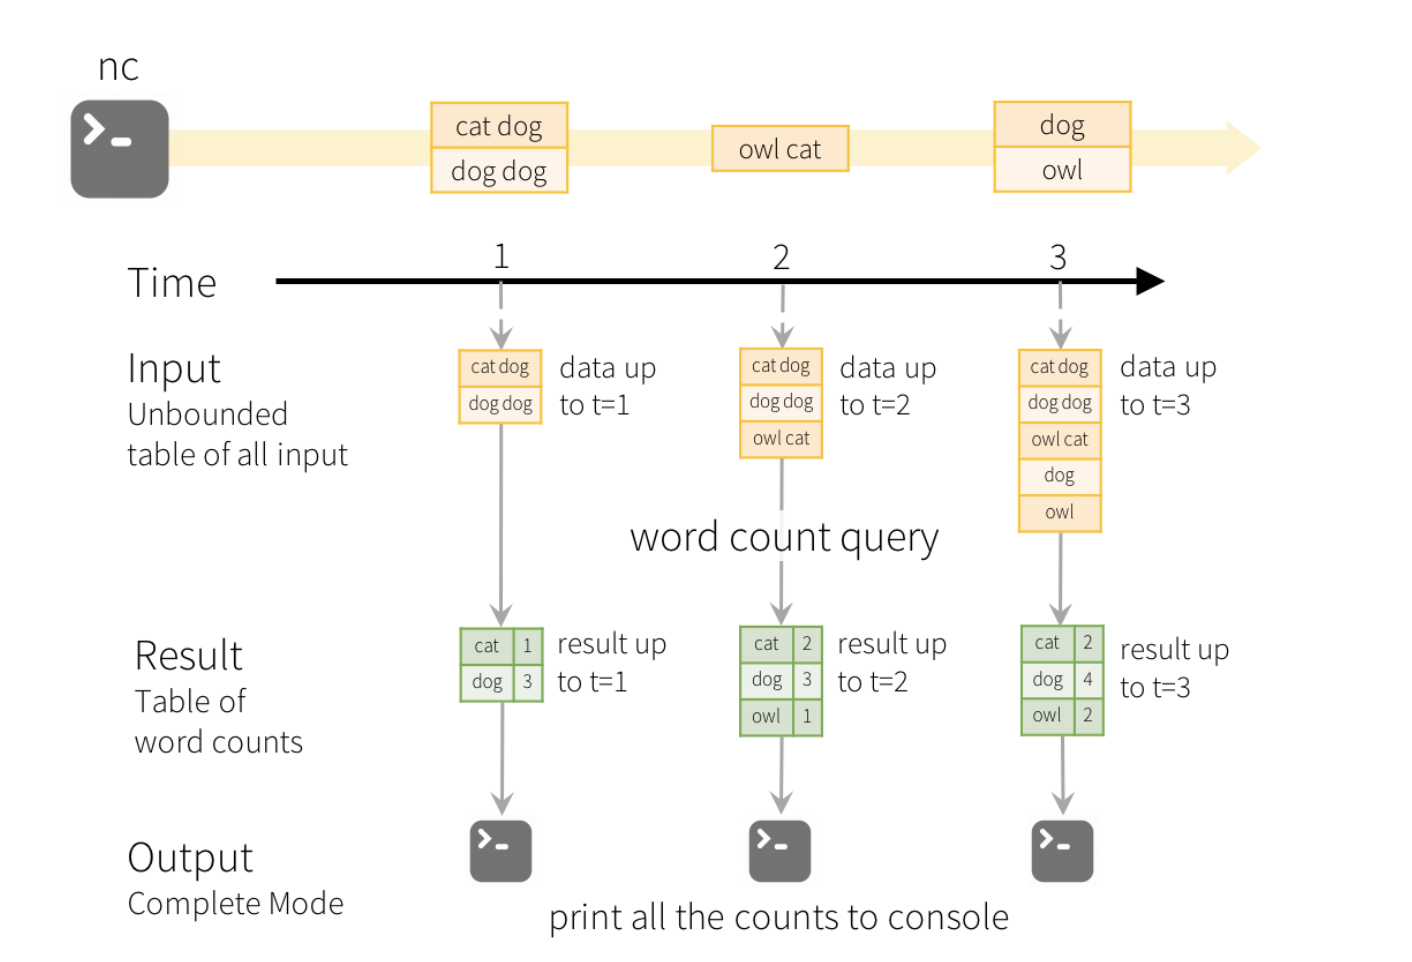 nc
cat dog
dog dog
owl cat
dog
owl
Time
1
2
3
Input
Unbounded
table of all input
cat dog
dog dog
data up
to t=1
cat dog
dog dog
owl cat
data up
to t=2
cat dog
dog dog
owl cat
dog
owl
data up
to t=3
word count query
Result
Table of
word counts
cat 1
dog 3
result up
to t=1
cat 2
dog 3
owl 1
result up
to t=2
cat 2
dog 4
owl 2
result up
to t=3
Output
Complete Mode
print all the counts to console